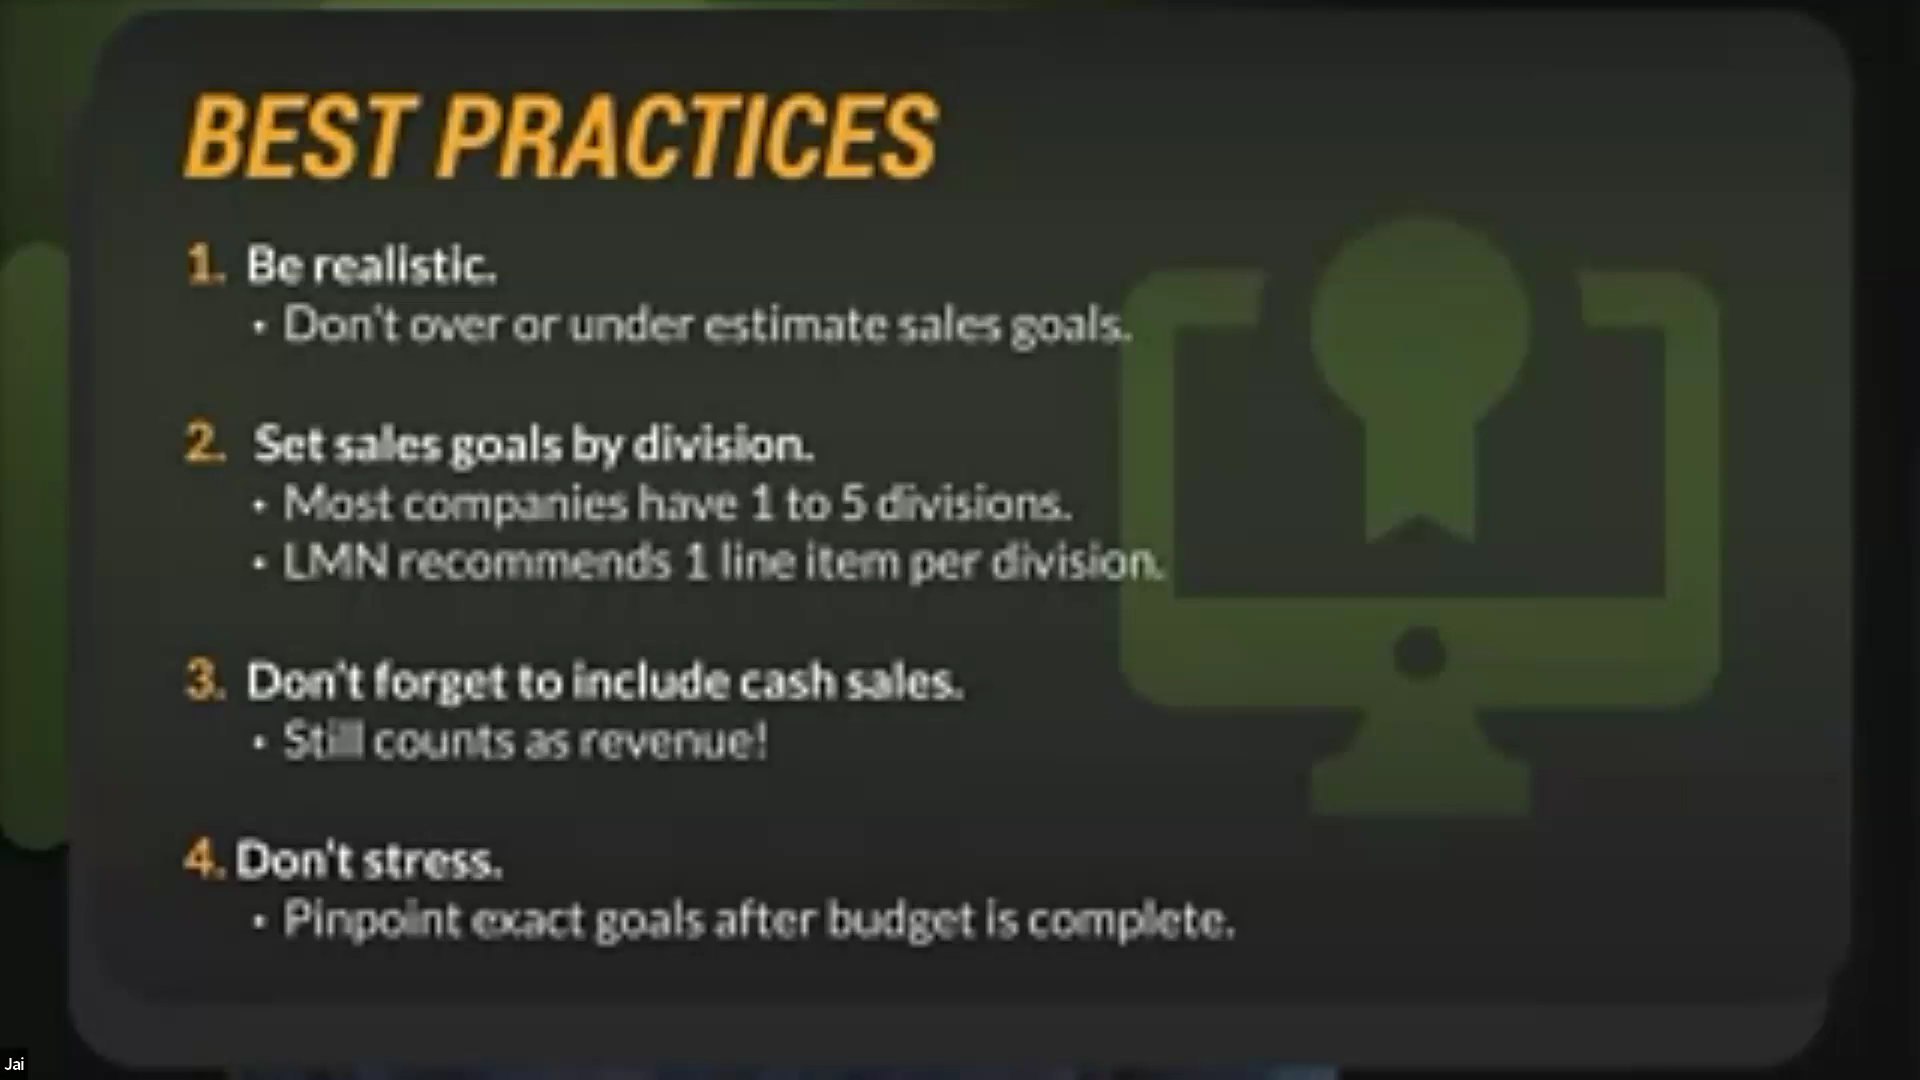 BEST PRACTICES
1. Be realistic.
• Don't over or under estimate sales goals.
2. Set sales goals by division.
• Most companies have 1 to 5 divisions.
• LMN recommends 1 line item per division.
3. Don't forget to include cash sales.
• Still counts as revenue!
4. Don't stress.
• Pinpoint exact goals after budget is complete.
Jai